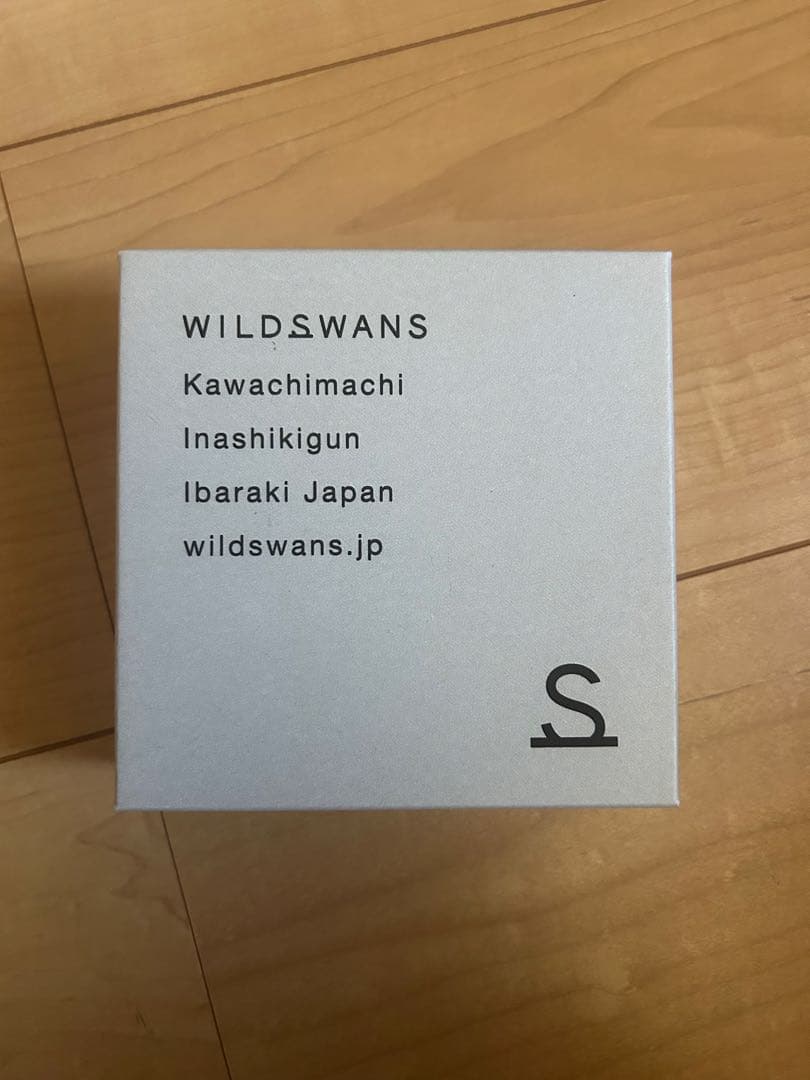 WILDSWANS
Kawachimachi
Inashikigun
Ibaraki Japan
wildswans.jp
S